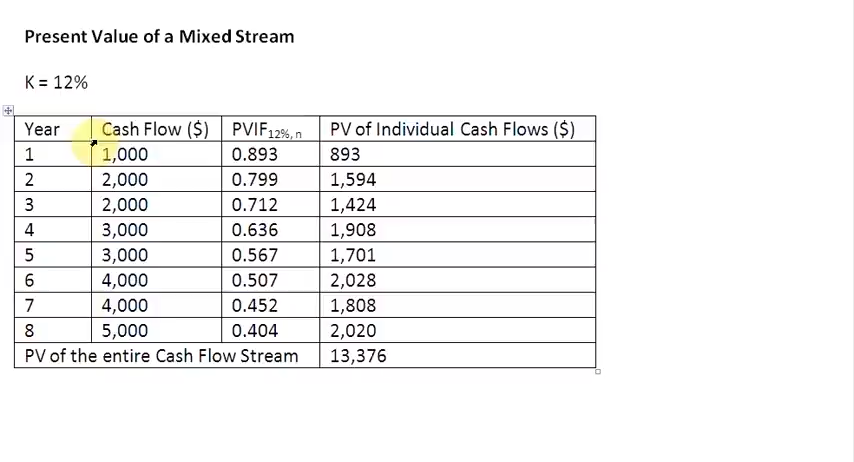 Present Value of a Mixed Stream
K = 12%
Year Cash Flow ($) PVIF12%, n PV of Individual Cash Flows ($)
1 1,000 0.893 893
2 2,000 0.799 1,594
3 2,000 0.712 1,424
4 3,000 0.636 1,908
5 3,000 0.567 1,701
6 4,000 0.507 2,028
7 4,000 0.452 1,808
8 5,000 0.404 2,020
PV of the entire Cash Flow Stream 13,376